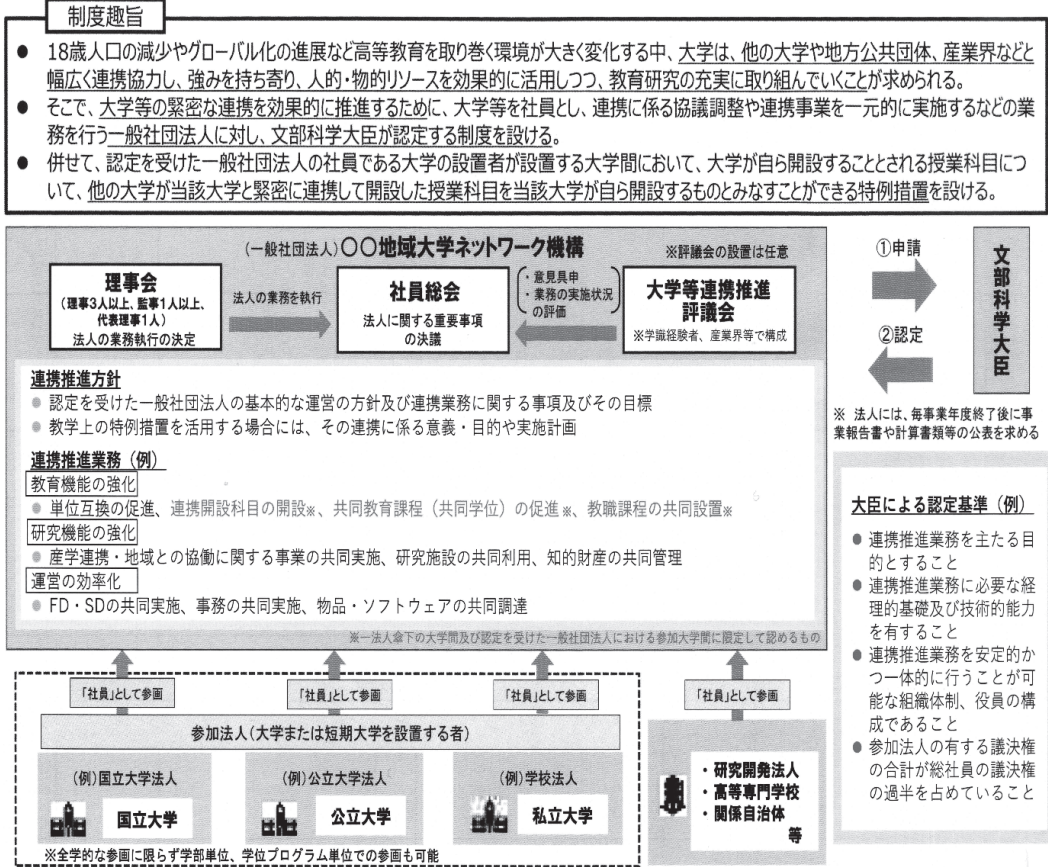 制度趣旨
● 18歳人口の減少やグローバル化の進展など高等教育を取り巻く環境が大きく変化する中、大学は、他の大学や地方公共団体、産業界などと
幅広く連携協力し、強みを持ち寄り、人的・物的リソースを効果的に活用しつつ、教育研究の充実に取り組んでいくことが求められる。
● そこで、大学等の緊密な連携を効果的に推進するために、大学等を社員とし、連携に係る協議調整や連携事業を一元的に実施するなどの業
務を行う一般社団法人に対し、文部科学大臣が認定する制度を設ける。
● 併せて、認定を受けた一般社団法人の社員である大学の設置者が設置する大学間において、大学が自ら開設することとされる授業科目につ
いて、他の大学が当該大学と緊密に連携して開設した授業科目を当該大学が自ら開設するものとみなすことができる特例措置を設ける。
(一般社団法人)〇〇地域大学ネットワーク機構
※評議会の設置は任意
理事会
(理事3人以上、監事1人以上、
代表理事1人)
法人の業務執行の決定
法人の業務を執行
社員総会
法人に関する重要事項
の決議
・意見具申
・業務の実施状況
の評価
大学等連携推進
評議会
※学識経験者、産業界等で構成
①申請
②認定
文部科学大臣
※ 法人には、毎事業年度終了後に事
業報告書や計算書類等の公表を求める
連携推進方針
● 認定を受けた一般社団法人の基本的な運営の方針及び連携業務に関する事項及びその目標
● 教学上の特例措置を活用する場合には、その連携に係る意義・目的や実施計画
連携推進業務（例）
教育機能の強化
● 単位互換の促進、連携開設科目の開設※、共同教育課程（共同学位）の促進※、教職課程の共同設置※
研究機能の強化
● 産学連携・地域との協働に関する事業の共同実施、研究施設の共同利用、知的財産の共同管理
運営の効率化
● FD・SDの共同実施、事務の共同実施、物品・ソフトウェアの共同調達
※一法人傘下の大学間及び認定を受けた一般社団法人における参加大学間に限定して認めるもの
大臣による認定基準（例）
● 連携推進業務を主たる目
的とすること
● 連携推進業務に必要な経
理的基礎及び技術的能力
を有すること
● 連携推進業務を安定的か
つ一体的に行うことが可
能な組織体制、役員の構
成であること
● 参加法人の有する議決権
の合計が総社員の議決権
の過半を占めていること
「社員」として参画
「社員」として参画
「社員」として参画
「社員」として参画
参加法人(大学または短期大学を設置する者)
(例)国立大学法人
国立大学
(例)公立大学法人
公立大学
(例)学校法人
私立大学
※全学的な参画に限らず学部単位、学位プログラム単位での参画も可能
・研究開発法人
・高等専門学校
・関係自治体
等